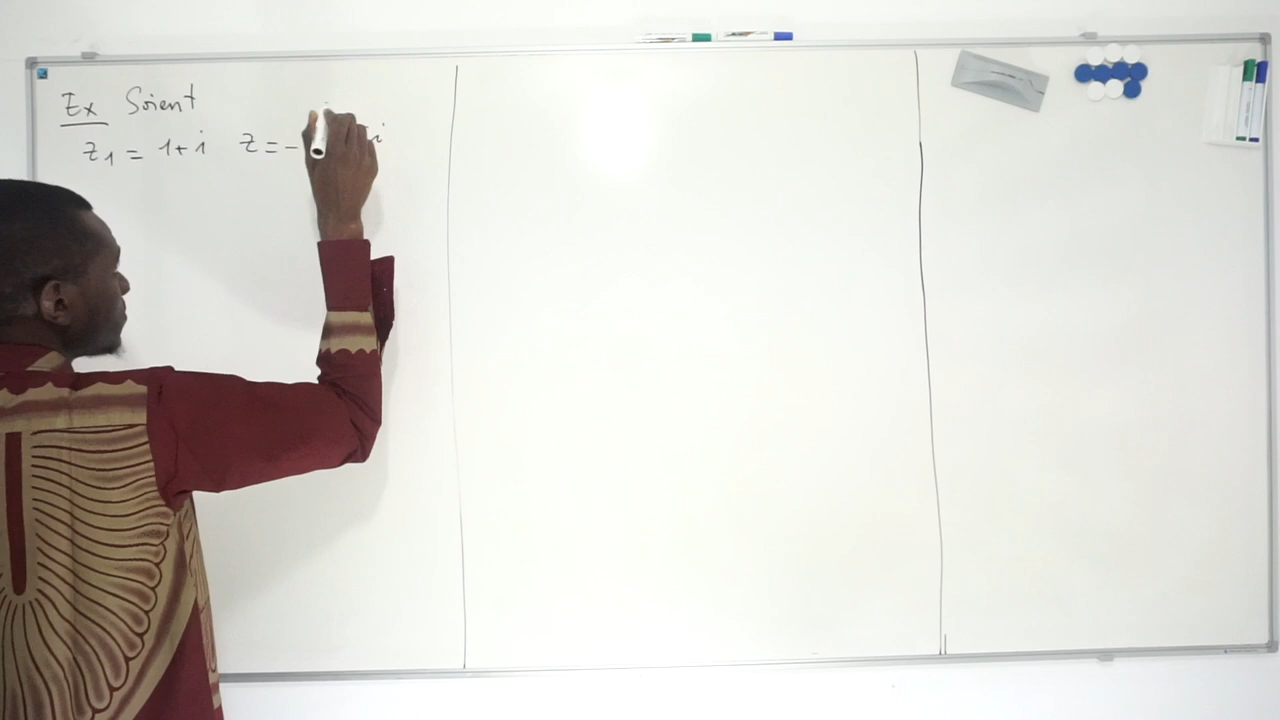 Ex Soient
z1 = 1+i z = - i